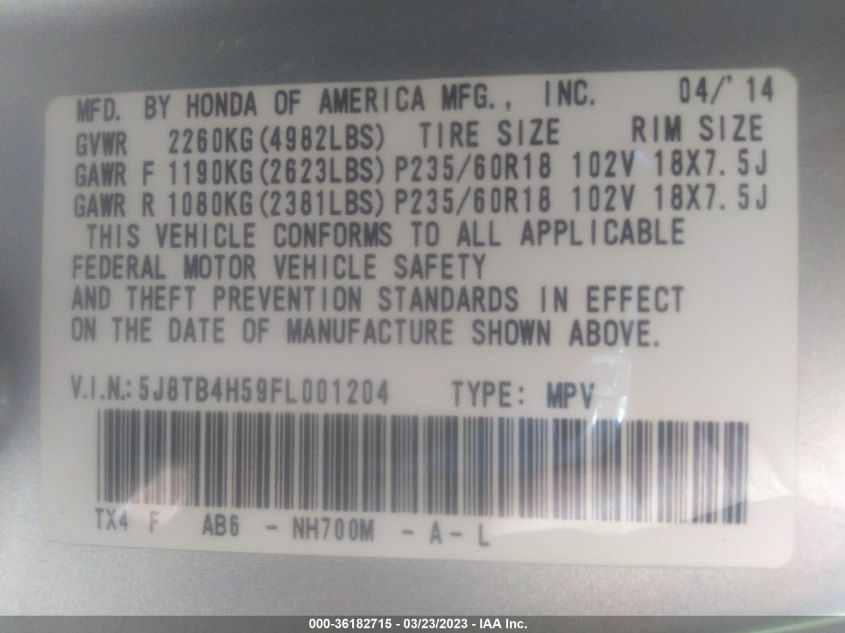 MFD. BY HONDA OF AMERICA MFG., INC. 04/'14
GVWR 2260KG(4982LBS) TIRE SIZE RIM SIZE
GAWR F 1190KG(2623LBS) P235/60R18 102V 18X7.5J
GAWR R 1080KG(2381LBS) P235/60R18 102V 18X7.5J
THIS VEHICLE CONFORMS TO ALL APPLICABLE
FEDERAL MOTOR VEHICLE SAFETY
AND THEFT PREVENTION STANDARDS IN EFFECT
ON THE DATE OF MANUFACTURE SHOWN ABOVE.
V.I.N.: 5J8TB4H59FL001204 TYPE: MPV
TX4 F AB6 - NH700M - A - L
000-36182715 - 03/23/2023 - IAA Inc.